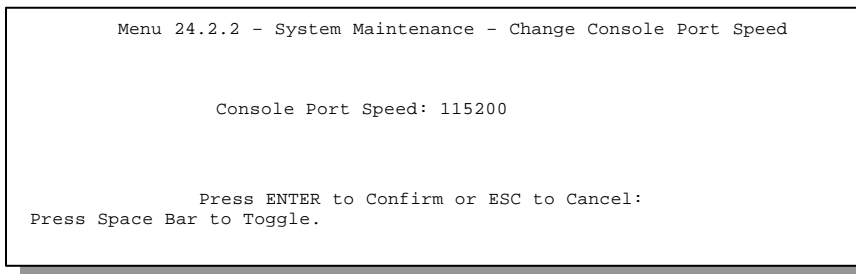 Menu 24.2.2 – System Maintenance – Change Console Port Speed
Console Port Speed: 115200
Press ENTER to Confirm or ESC to Cancel:
Press Space Bar to Toggle.